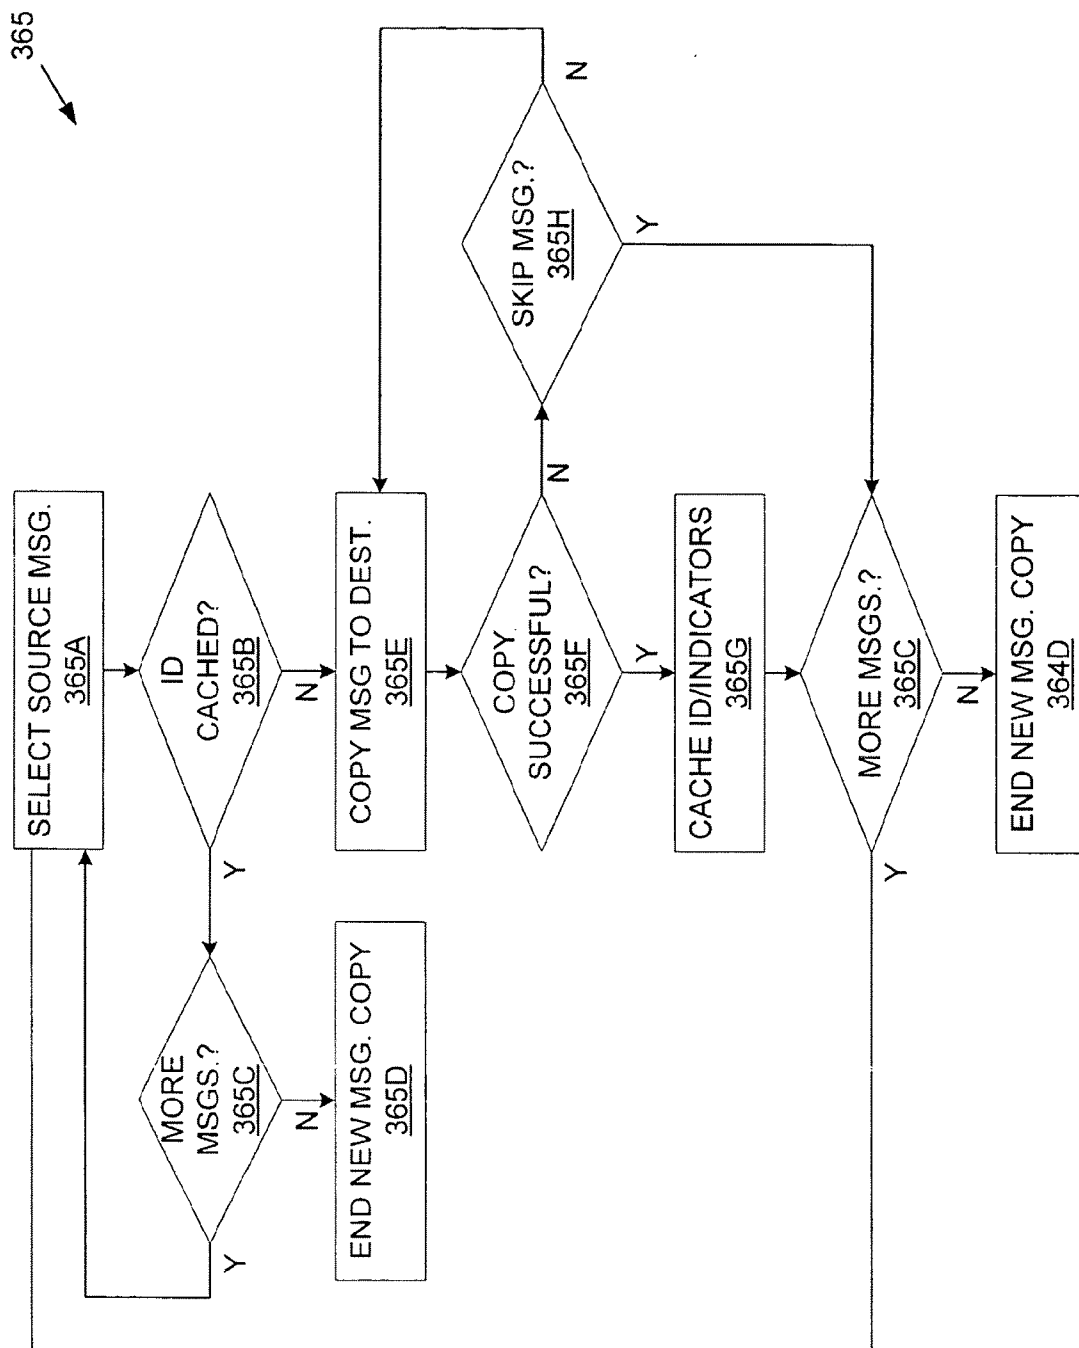 365
SELECT SOURCE MSG.
365A
ID
CACHED?
365B
Y
N
MORE
MSGS.?
365C
Y
N
END NEW MSG. COPY
365D
COPY MSG TO DEST.
365E
COPY
SUCCESSFUL?
365F
N
Y
SKIP MSG.?
365H
N
Y
CACHE ID/INDICATORS
365G
MORE MSGS.?
365C
Y
N
END NEW MSG. COPY
364D